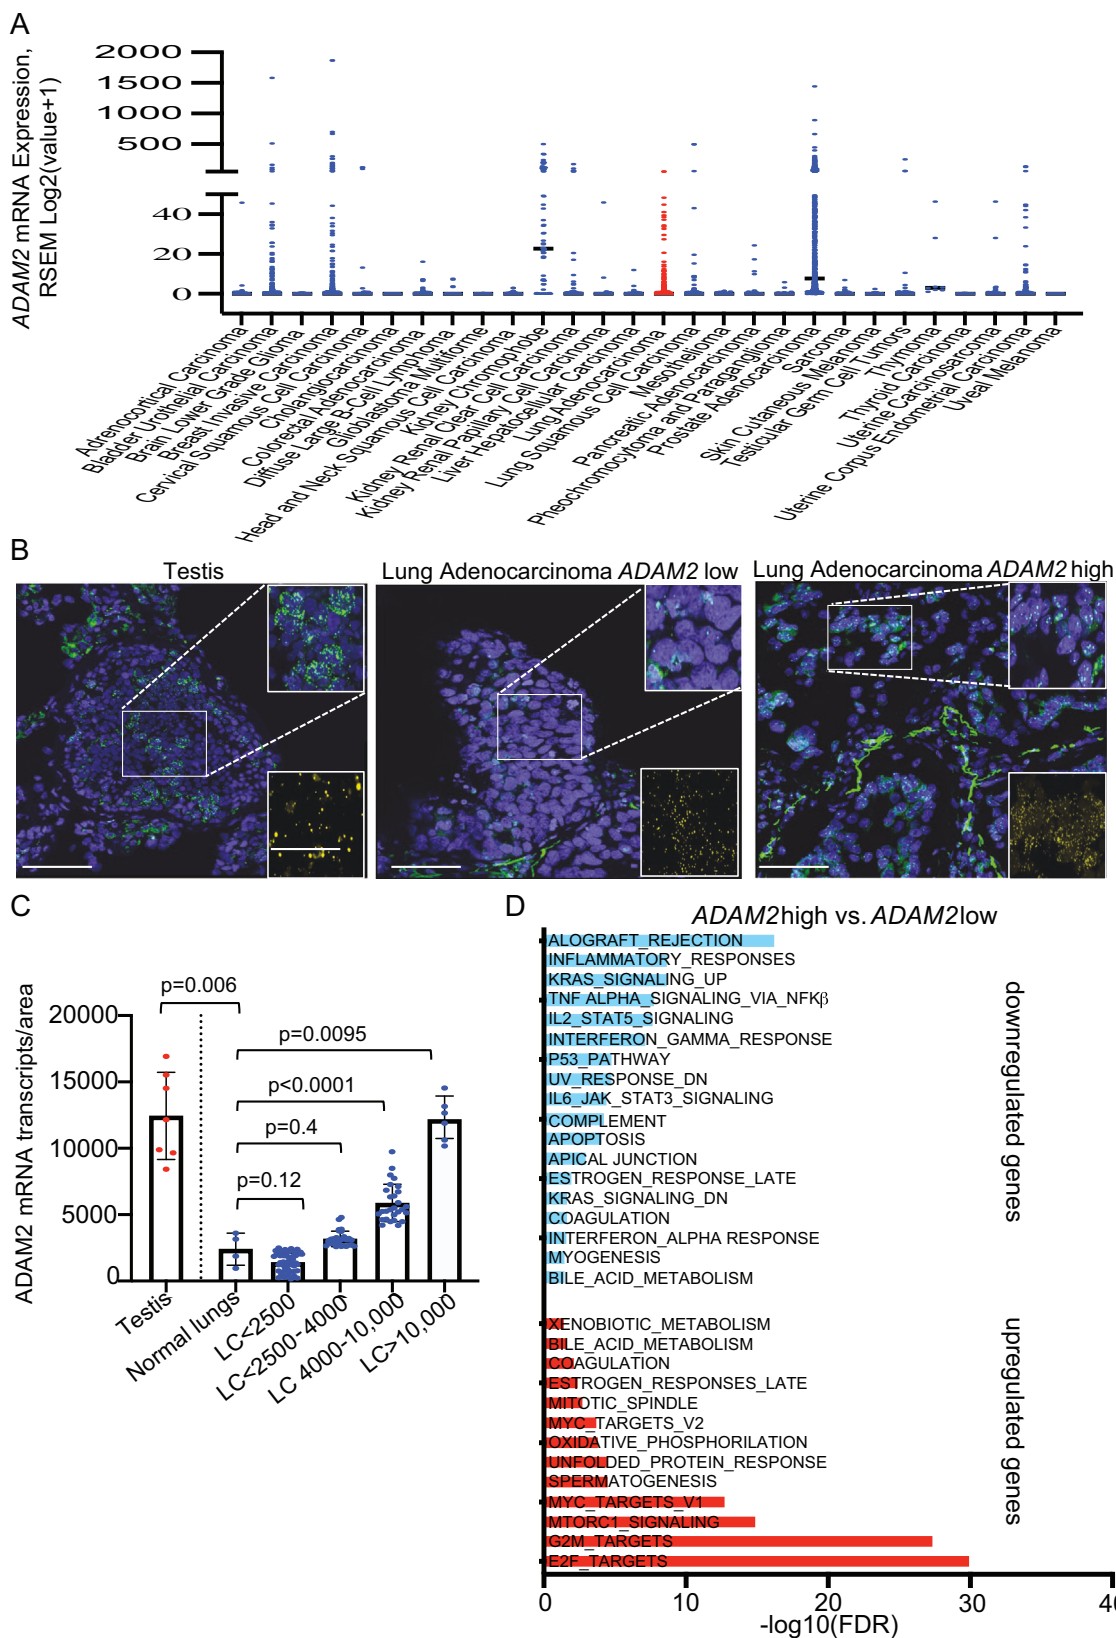 A
ADAM2 mRNA Expression,
RSEM Log2(value+1)
2000
1500
1000
500
40
20
0
Adrenocortical Carcinoma
Bladder Urothelial Carcinoma
Brain Lower Grade Glioma
Breast Invasive Carcinoma
Cervical Squamous Cell Carcinoma
Cholangiocarcinoma
Colorectal Adenocarcinoma
Diffuse Large B-Cell Lymphoma
Glioblastoma Multiforme
Head and Neck Squamous Cell Carcinoma
Kidney Chromophobe
Kidney Renal Clear Cell Carcinoma
Kidney Renal Papillary Cell Carcinoma
Liver Hepatocellular Carcinoma
Lung Adenocarcinoma
Lung Squamous Cell Carcinoma
Mesothelioma
Pancreatic Adenocarcinoma
Pheochromocytoma and Paraganglioma
Prostate Adenocarcinoma
Sarcoma
Skin Cutaneous Melanoma
Testicular Germ Cell Tumors
Thymoma
Thyroid Carcinoma
Uterine Carcinosarcoma
Uterine Corpus Endometrial Carcinoma
Uveal Melanoma
B
Testis
Lung Adenocarcinoma ADAM2 low
Lung Adenocarcinoma ADAM2 high
C
ADAM2 mRNA transcripts/area
20000
15000
10000
5000
0
p=0.006
p=0.0095
p<0.0001
p=0.4
p=0.12
Testis
Normal lungs
LC<2500
LC<2500-4000
LC 4000-10,000
LC>10,000
D
ADAM2high vs. ADAM2low
ALOGRAFT_REJECTION
INFLAMMATORY_RESPONSES
KRAS_SIGNALING_UP
TNF ALPHA_SIGNALING_VIA_NFKβ
IL2_STAT5_SIGNALING
INTERFERON_GAMMA_RESPONSE
P53_PATHWAY
UV_RESPONSE_DN
IL6_JAK_STAT3_SIGNALING
COMPLEMENT
APOPTOSIS
APICAL JUNCTION
ESTROGEN_RESPONSE_LATE
KRAS_SIGNALING_DN
COAGULATION
INTERFERON_ALPHA RESPONSE
MYOGENESIS
BILE_ACID_METABOLISM
downregulated genes
XENOBIOTIC_METABOLISM
BILE_ACID_METABOLISM
COAGULATION
ESTROGEN_RESPONSES_LATE
MITOTIC_SPINDLE
MYC_TARGETS_V2
OXIDATIVE_PHOSPHORILATION
UNFOLDED_PROTEIN_RESPONSE
SPERMATOGENESIS
MYC_TARGETS_V1
MTORC1_SIGNALING
G2M_TARGETS
E2F_TARGETS
upregulated genes
0
10
20
30
40
-log10(FDR)